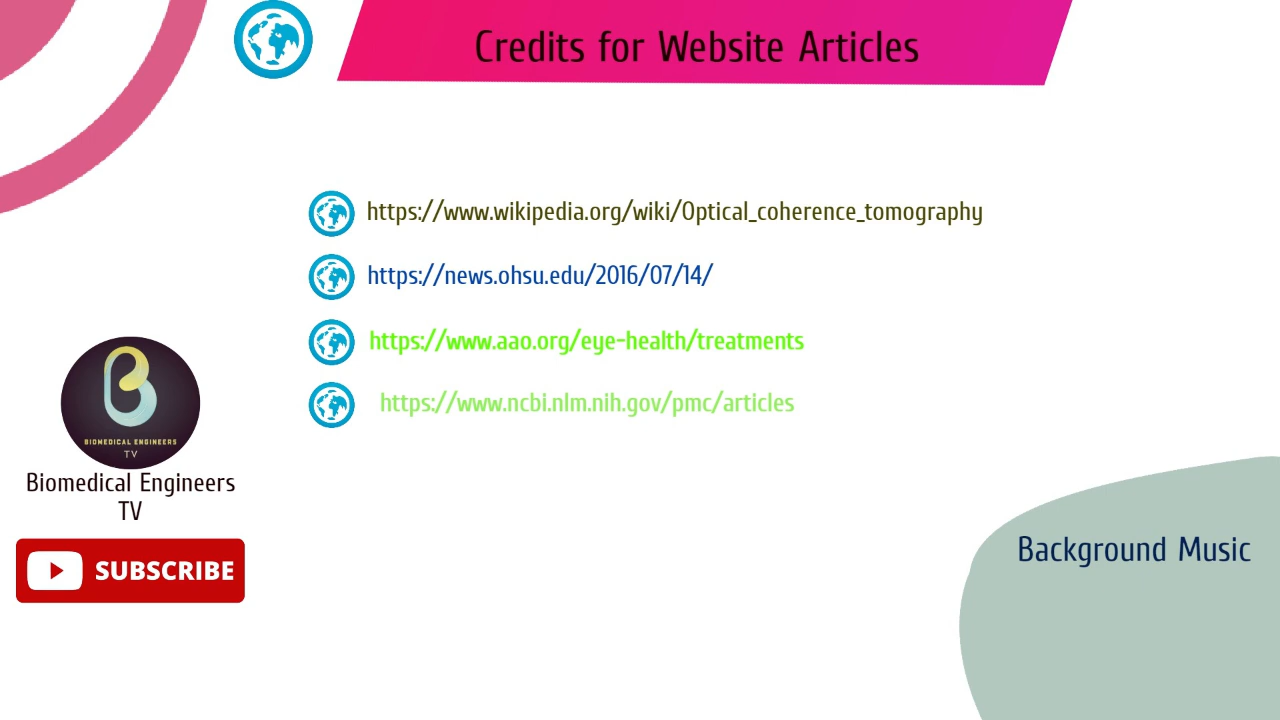 Credits for Website Articles
https://www.wikipedia.org/wiki/Optical_coherence_tomography
https://news.ohsu.edu/2016/07/14/
https://www.aao.org/eye-health/treatments
https://www.ncbi.nlm.nih.gov/pmc/articles
BIOMEDICAL ENGINEERS
TV
Biomedical Engineers
TV
SUBSCRIBE
Background Music